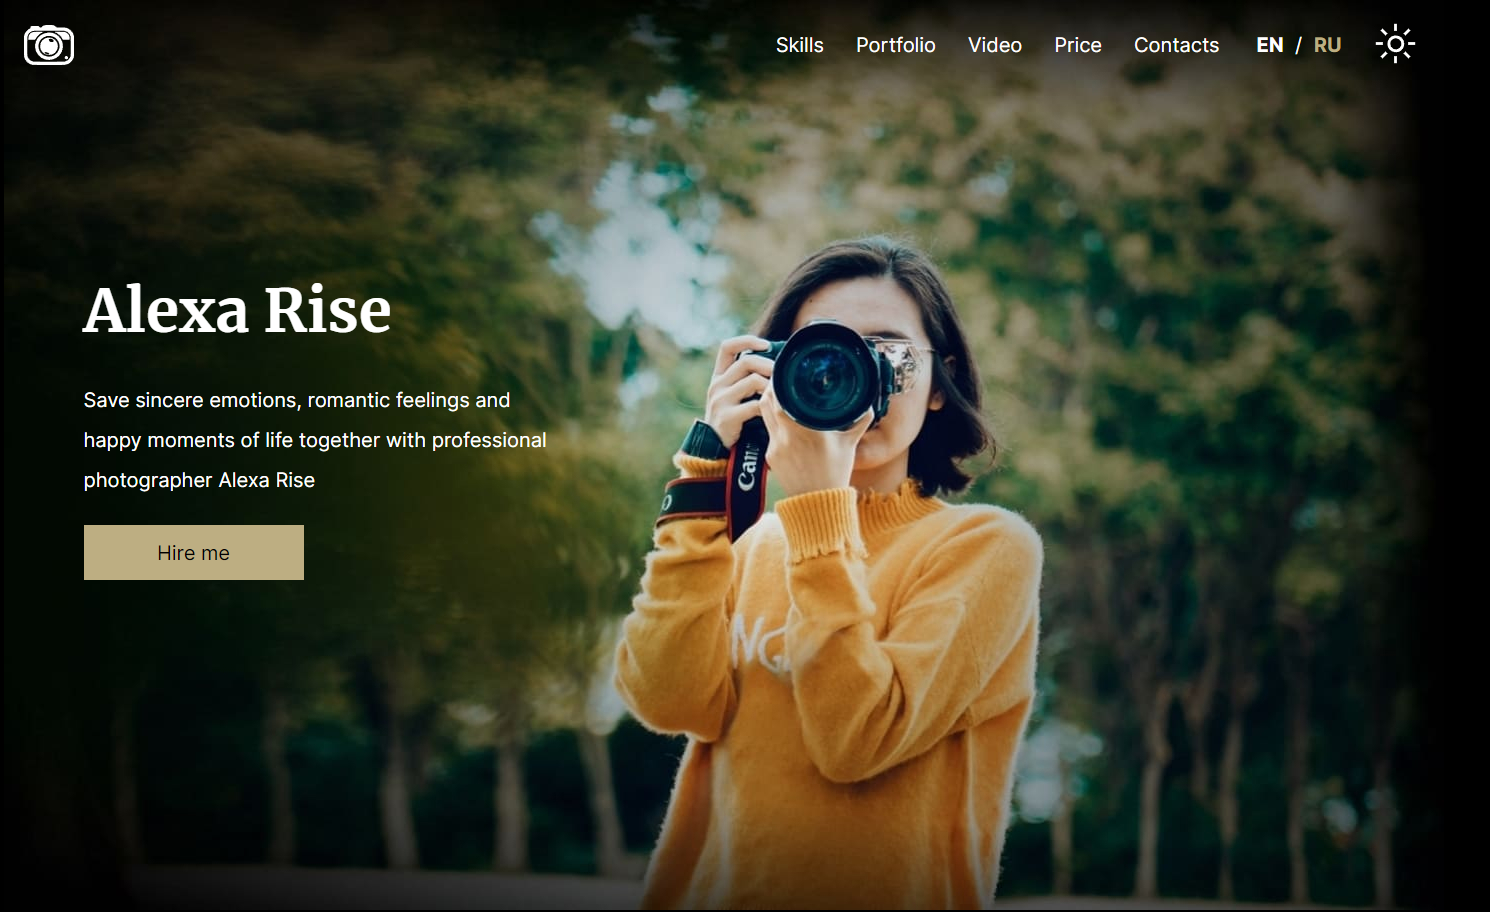 Skills Portfolio Video Price Contacts EN / RU
Alexa Rise
Save sincere emotions, romantic feelings and
happy moments of life together with professional
photographer Alexa Rise
Hire me